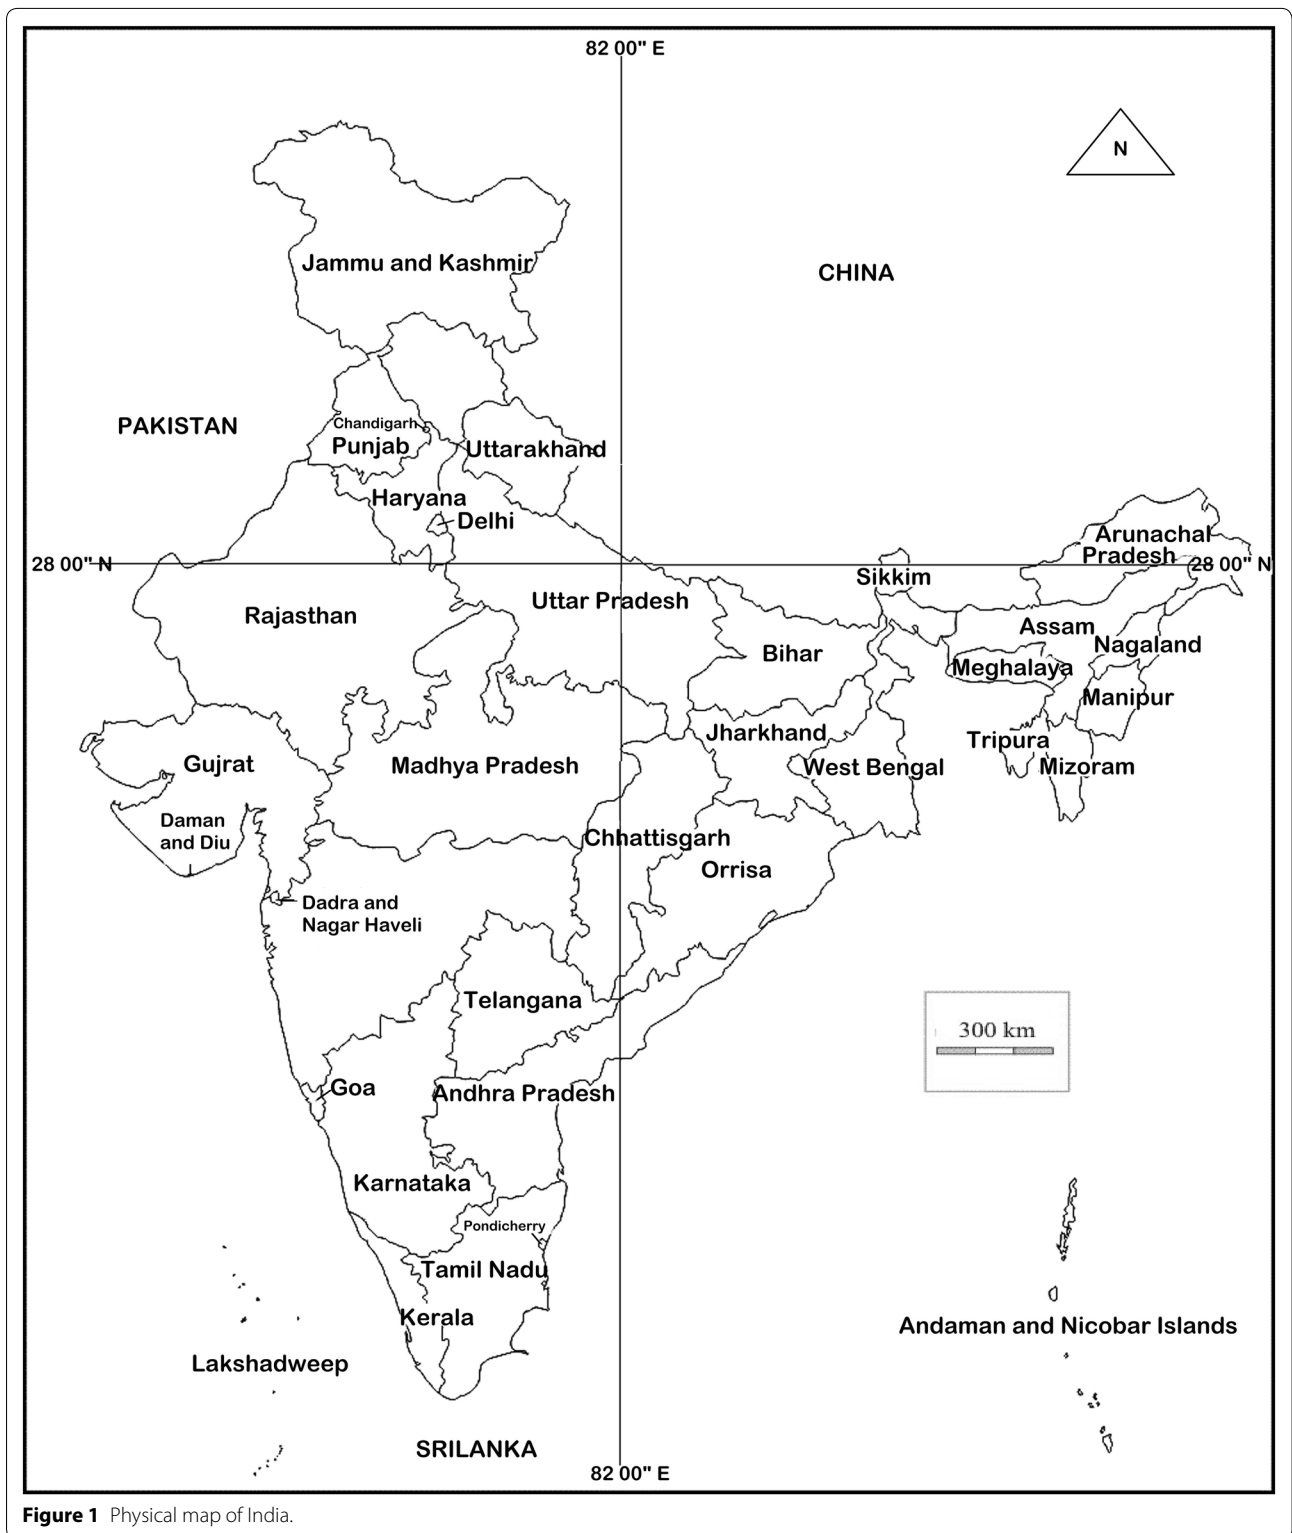 82 00" E
N
Jammu and Kashmir
CHINA
PAKISTAN
Chandigarh
Punjab
Uttarakhand
Haryana
Delhi
Arunachal
Pradesh
28 00" N
28 00" N
Sikkim
Uttar Pradesh
Rajasthan
Assam
Nagaland
Bihar
Meghalaya
Manipur
Jharkhand
Tripura
Gujrat
Madhya Pradesh
West Bengal
Mizoram
Daman
and Diu
Chhattisgarh
Orrisa
Dadra and
Nagar Haveli
Telangana
300 km
Goa
Andhra Pradesh
Karnataka
Pondicherry
Tamil Nadu
Kerala
Andaman and Nicobar Islands
Lakshadweep
SRILANKA
82 00" E
Figure 1 Physical map of India.